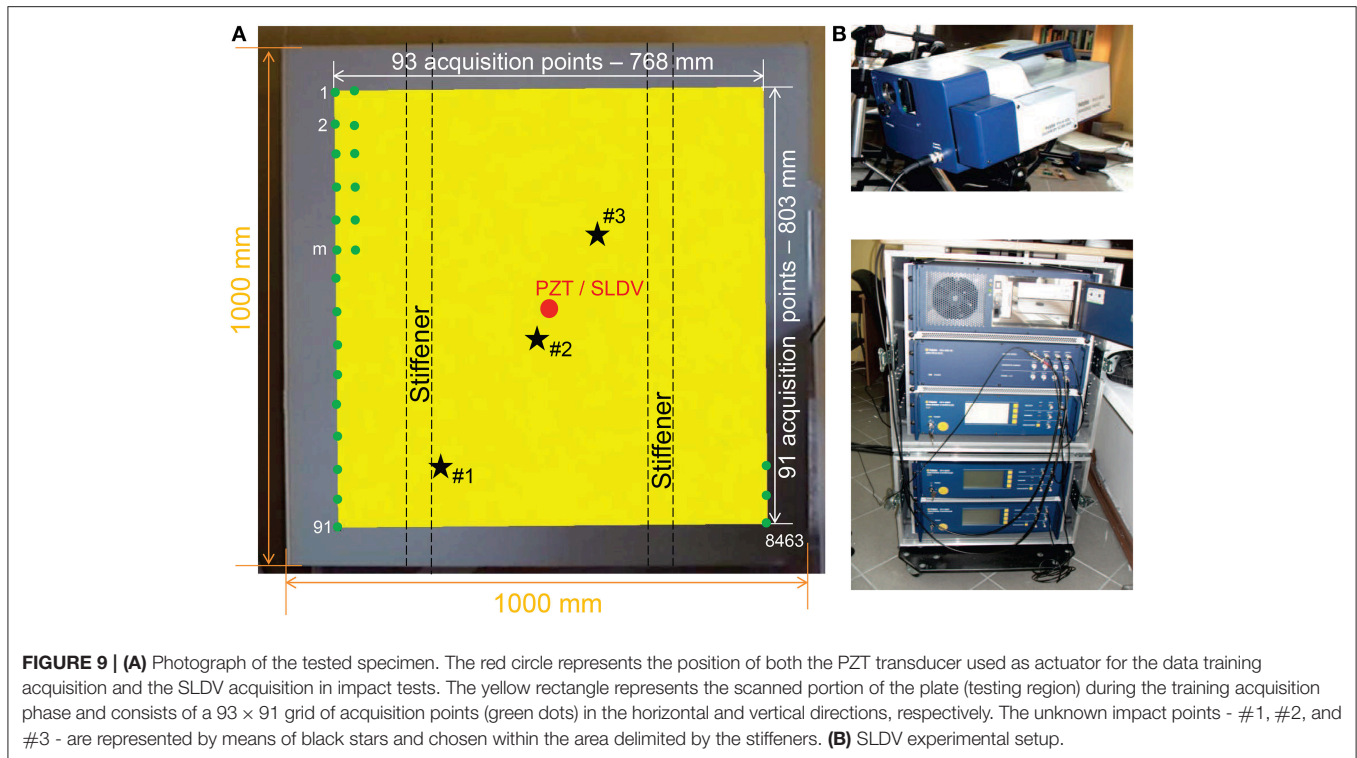 A
B
93 acquisition points – 768 mm
1
2
m
91
1000 mm
1000 mm
91 acquisition points – 803 mm
8463
#3
PZT / SLDV
#2
#1
Stiffener
Stiffener
FIGURE 9 | (A) Photograph of the tested specimen. The red circle represents the position of both the PZT transducer used as actuator for the data training
acquisition and the SLDV acquisition in impact tests. The yellow rectangle represents the scanned portion of the plate (testing region) during the training acquisition
phase and consists of a 93 × 91 grid of acquisition points (green dots) in the horizontal and vertical directions, respectively. The unknown impact points - #1, #2, and
#3 - are represented by means of black stars and chosen within the area delimited by the stiffeners. (B) SLDV experimental setup.